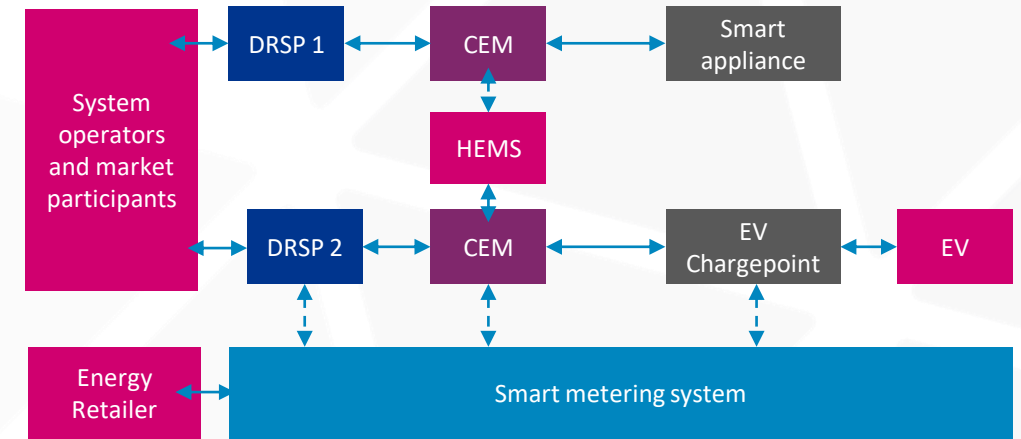 DRSP 1
CEM
Smart
appliance
System
operators
and market
participants
HEMS
DRSP 2
CEM
EV
Chargepoint
EV
Energy
Retailer
Smart metering system